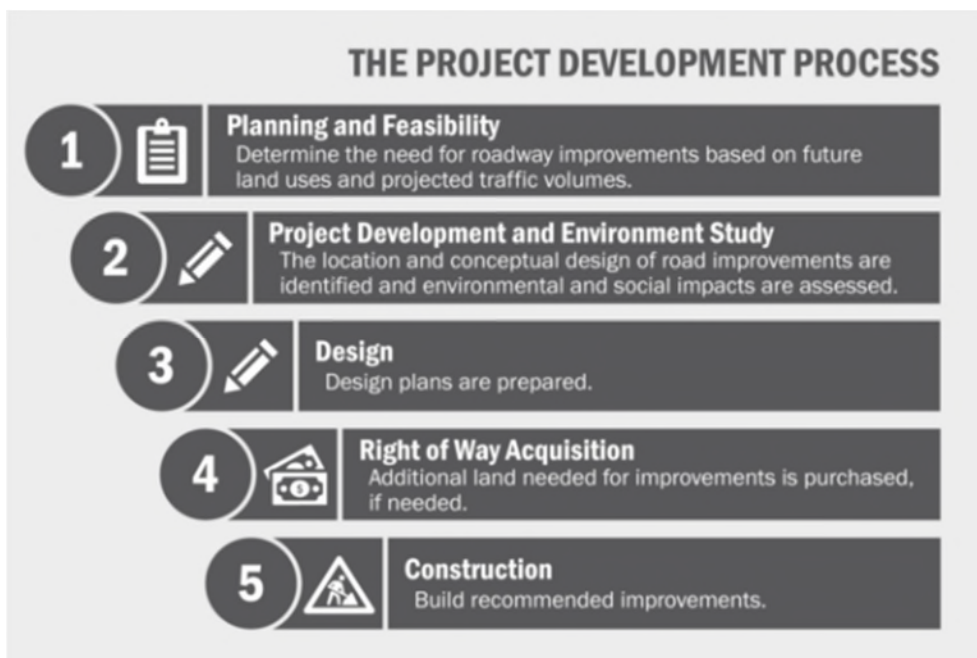 THE PROJECT DEVELOPMENT PROCESS
1
Planning and Feasibility
Determine the need for roadway improvements based on future
land uses and projected traffic volumes.
2
Project Development and Environment Study
The location and conceptual design of road improvements are
identified and environmental and social impacts are assessed.
3
Design
Design plans are prepared.
4
Right of Way Acquisition
Additional land needed for improvements is purchased,
if needed.
5
Construction
Build recommended improvements.